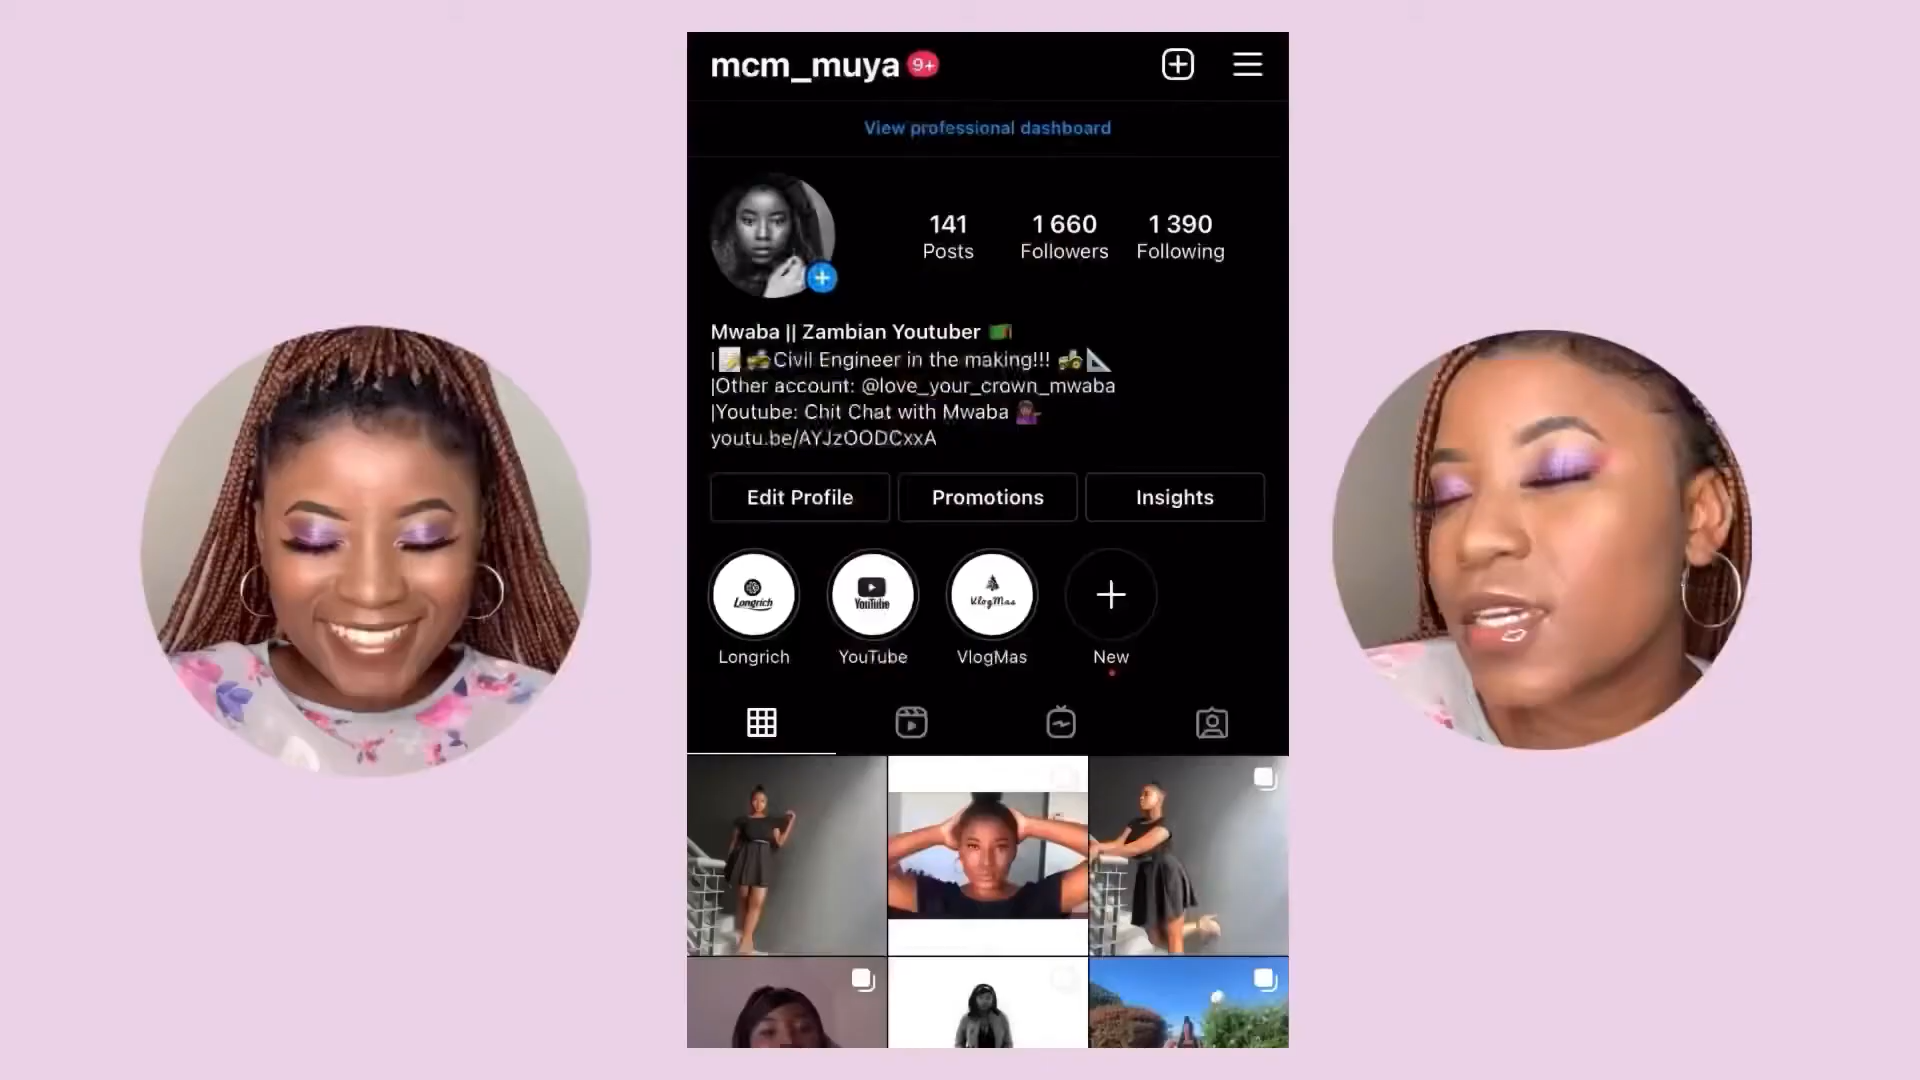 mcm_muya 9+
View professional dashboard
141 1 660 1 390
Posts Followers Following
Mwaba || Zambian Youtuber 🇿🇲
|📝🚜Civil Engineer in the making!!! 🚜📐
|Other account: @love_your_crown_mwaba
|Youtube: Chit Chat with Mwaba 💁🏿‍♀️
youtu.be/AYJzOODCxxA
Edit Profile Promotions Insights
Longrich YouTube VlogMas
Longrich YouTube VlogMas New